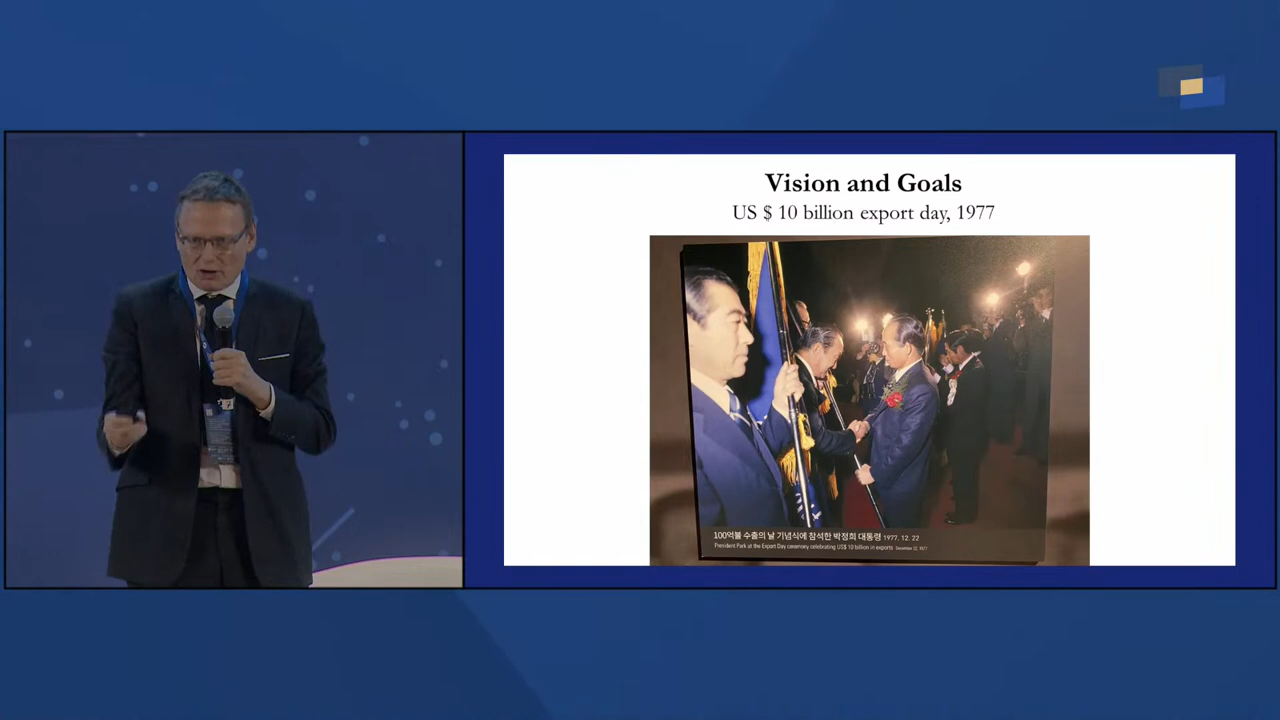 Vision and Goals
US $ 10 billion export day, 1977
100억불 수출의 날 기념식에 참석한 박정희 대통령 1977. 12. 22
President Park at the Export Day ceremony celebrating US$ 10 billion in exports December 22, 1977